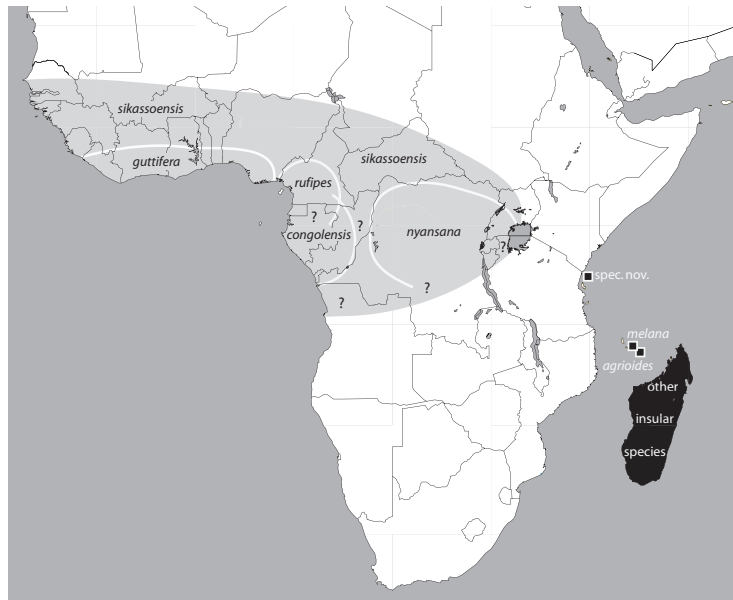 sikassoensis
guttifera
sikassoensis
rufipes
?
?
congolensis
nyansana
?
spec. nov.
?
?
melana
agrioides
other
insular
species